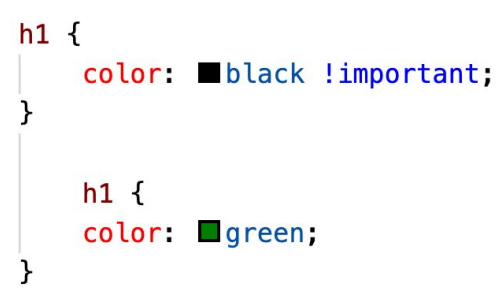 h1 {
color: black !important;
}
h1 {
color: green;
}